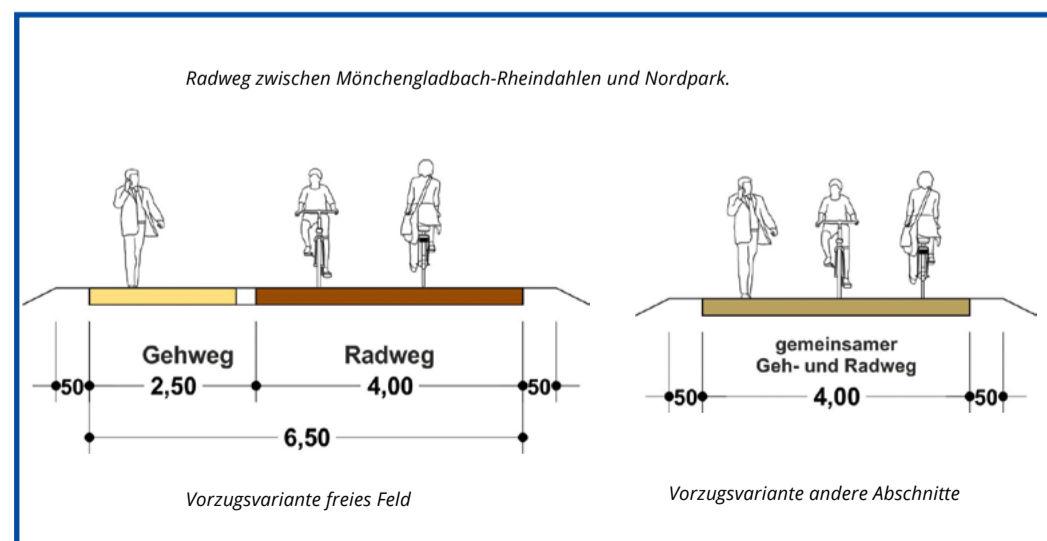 Radweg zwischen Mönchengladbach-Rheindahlen und Nordpark.
Gehweg
Radweg
50
2,50
4,00
50
6,50
Vorzugsvariante freies Feld
gemeinsamer
Geh- und Radweg
50
4,00
50
Vorzugsvariante andere Abschnitte